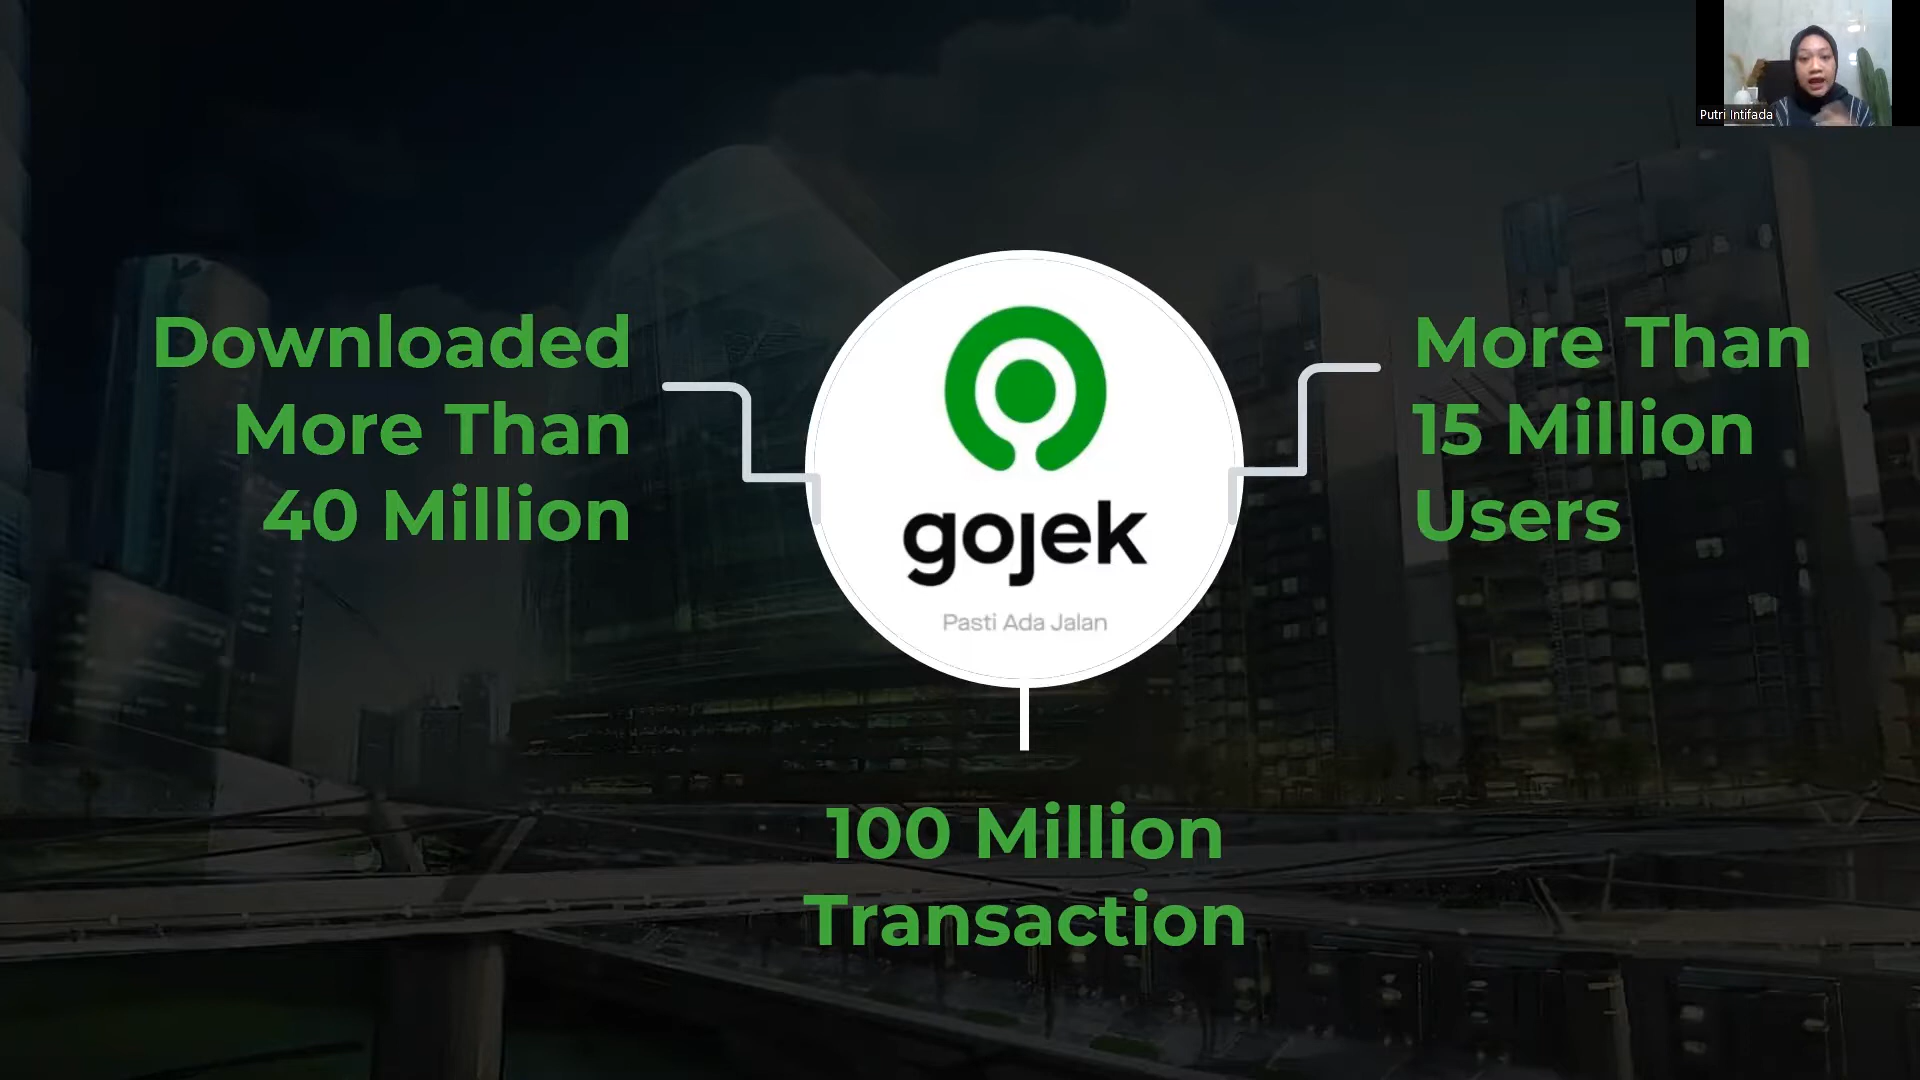 Putri Intifada
Downloaded
More Than
40 Million
gojek
Pasti Ada Jalan
More Than
15 Million
Users
100 Million
Transaction